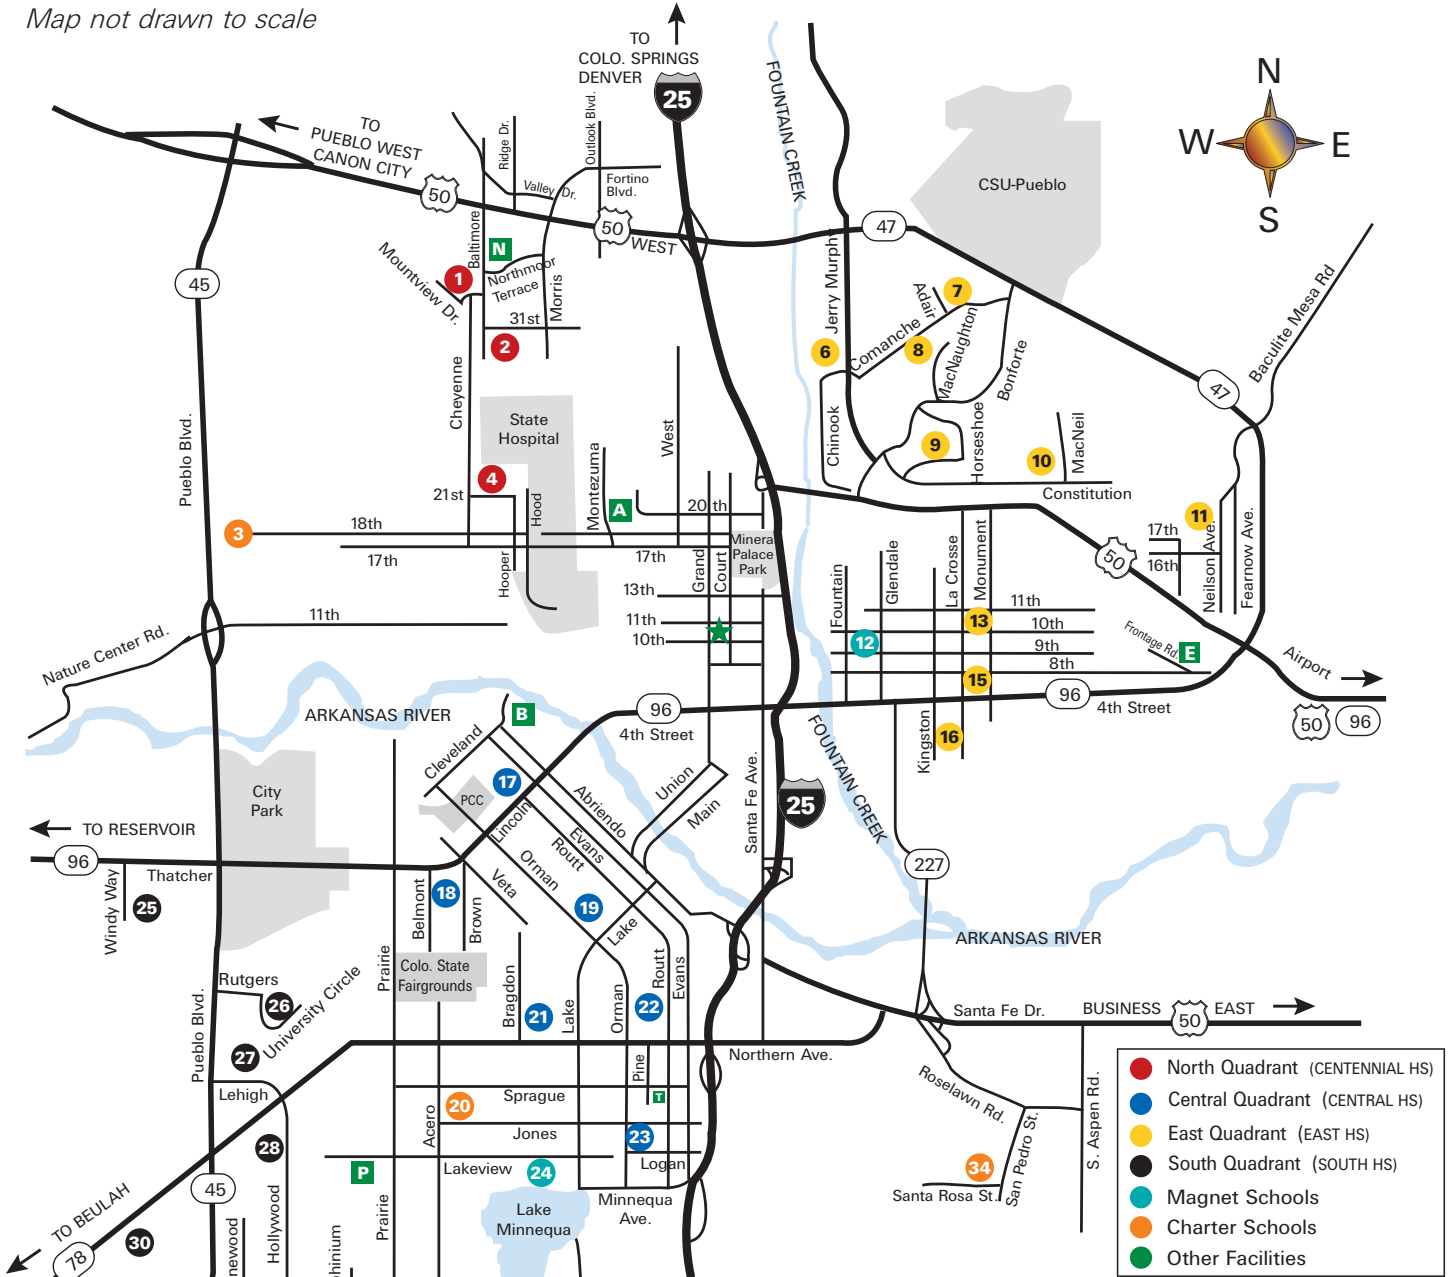 Map not drawn to scale
TO
COLO. SPRINGS
DENVER
25
TO
PUEBLO WEST
CANON CITY
50
50
WEST
Ridge Dr.
Outlook Blvd.
Valley Dr.
Fortino
Blvd.
FOUNTAIN CREEK
CSU-Pueblo
N
W
E
S
47
45
Baltimore
N
Northmoor
Terrace
Morris
Mountview Dr.
1
31st
2
Cheyenne
Jerry Murphy
Adair
7
Comanche
6
8
MacNaughton
Bonforte
Baculite Mesa Rd
47
Pueblo Blvd.
State
Hospital
West
Chinook
9
Horseshoe
10
MacNeil
Constitution
4
21st
Hood
Montezuma
A
20 th
3
18th
17th
Hooper
17th
Mineral
Palace
Park
Grand
Court
13th
11th
10th
11
17th
16th
Neilson Ave.
Fearnow Ave.
50
Fountain
Glendale
La Crosse
Monument
11th
13
10th
12
9th
8th
15
Frontage Rd.
E
Airport
50
96
Nature Center Rd.
11th
ARKANSAS RIVER
B
96
4th Street
96
4th Street
Kingston
16
FOUNTAIN CREEK
City
Park
Cleveland
PCC
17
Lincoln
Abriendo
Evans
Routt
Orman
Union
Main
Santa Fe Ave.
25
TO RESERVOIR
96
Thatcher
Windy Way
25
Belmont
18
Brown
Veta
19
Lake
227
ARKANSAS RIVER
Prairie
Colo. State
Fairgrounds
Rutgers
26
University Circle
27
Pueblo Blvd.
Lehigh
Bragdon
21
Lake
Orman
22
Routt
Evans
Northern Ave.
Santa Fe Dr.
BUSINESS
50
EAST
Pine
T
Sprague
20
Acero
Jones
23
Lakeview
24
Logan
Minnequa
Ave.
P
Prairie
Lake
Minnequa
28
Hollywood
45
TO BEULAH
78
30
newood
hinium
Roselawn Rd.
San Pedro St.
34
Santa Rosa St.
S. Aspen Rd.
North Quadrant (CENTENNIAL HS)
Central Quadrant (CENTRAL HS)
East Quadrant (EAST HS)
South Quadrant (SOUTH HS)
Magnet Schools
Charter Schools
Other Facilities